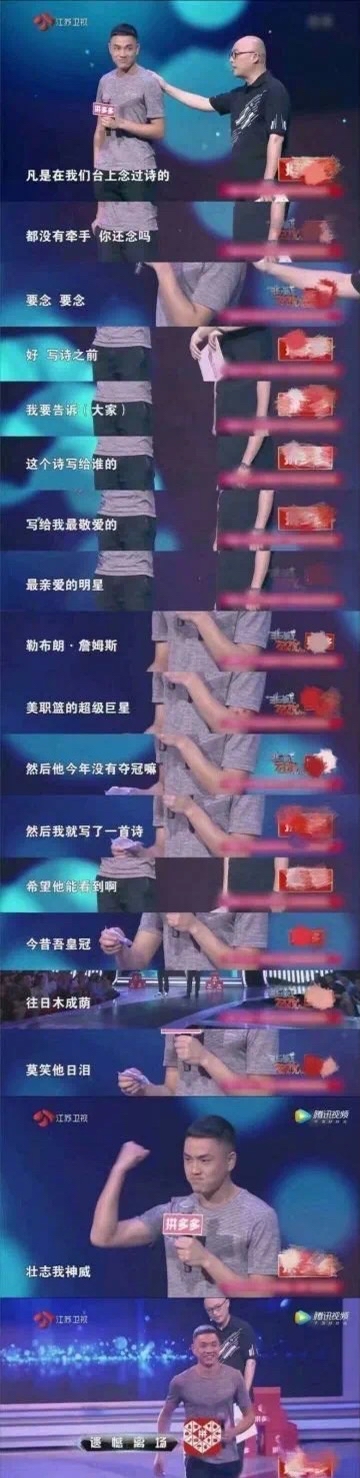 江苏卫视
拼多多
凡是在我们台上念过诗的
都没有牵手 你还念吗
要念 要念
好 写诗之前
我要告诉（大家）
这个诗写给谁的
写给我最敬爱的
最亲爱的明星
勒布朗·詹姆斯
美职篮的超级巨星
然后他今年没有夺冠嘛
然后我就写了一首诗
希望他能看到啊
今昔吾皇冠
往日木成荫
莫笑他日泪
江苏卫视
腾讯视频
拼多多
壮志我神威
江苏卫视
腾讯视频
遗憾离场
拼